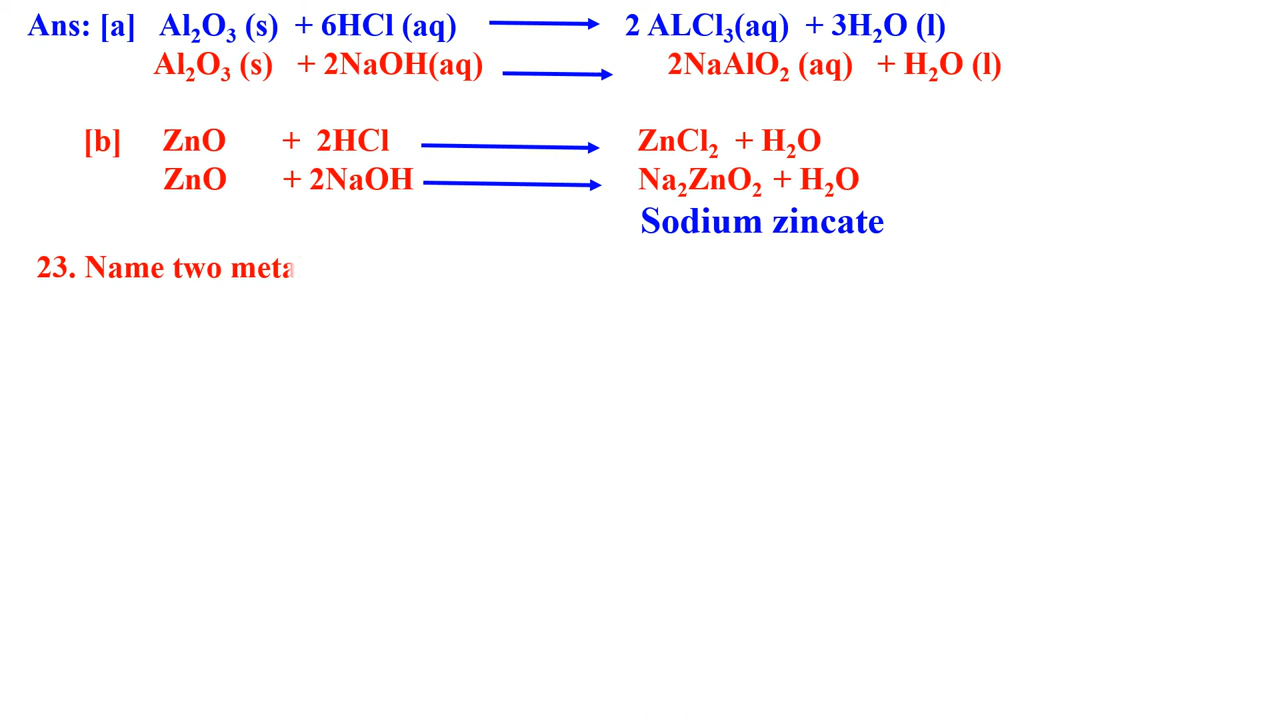 Ans: [a] Al₂O₃ (s) + 6HCl (aq) ⟶ 2 ALCl₃(aq) + 3H₂O (l)
Al₂O₃ (s) + 2NaOH(aq) ⟶ 2NaAlO₂ (aq) + H₂O (l)
[b] ZnO + 2HCl ⟶ ZnCl₂ + H₂O
ZnO + 2NaOH ⟶ Na₂ZnO₂ + H₂O
Sodium zincate
23. Name two meta